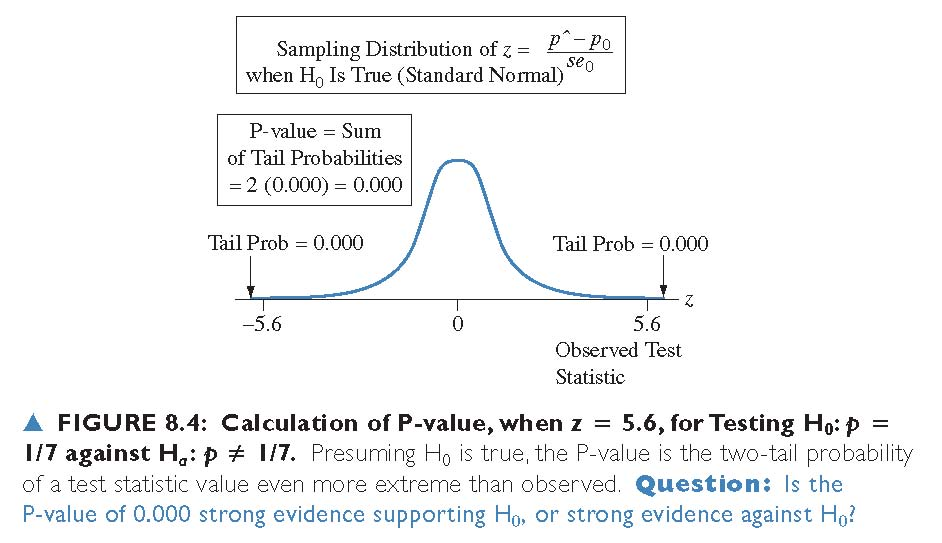 Sampling Distribution of z = p^ – p0 / se0
when H0 Is True (Standard Normal)
P-value = Sum
of Tail Probabilities
= 2 (0.000) = 0.000
Tail Prob = 0.000
Tail Prob = 0.000
z
–5.6
0
5.6
Observed Test
Statistic
▲ FIGURE 8.4: Calculation of P-value, when z = 5.6, for Testing H0: p =
1/7 against Ha: p ≠ 1/7. Presuming H0 is true, the P-value is the two-tail probability
of a test statistic value even more extreme than observed. Question: Is the
P-value of 0.000 strong evidence supporting H0, or strong evidence against H0?